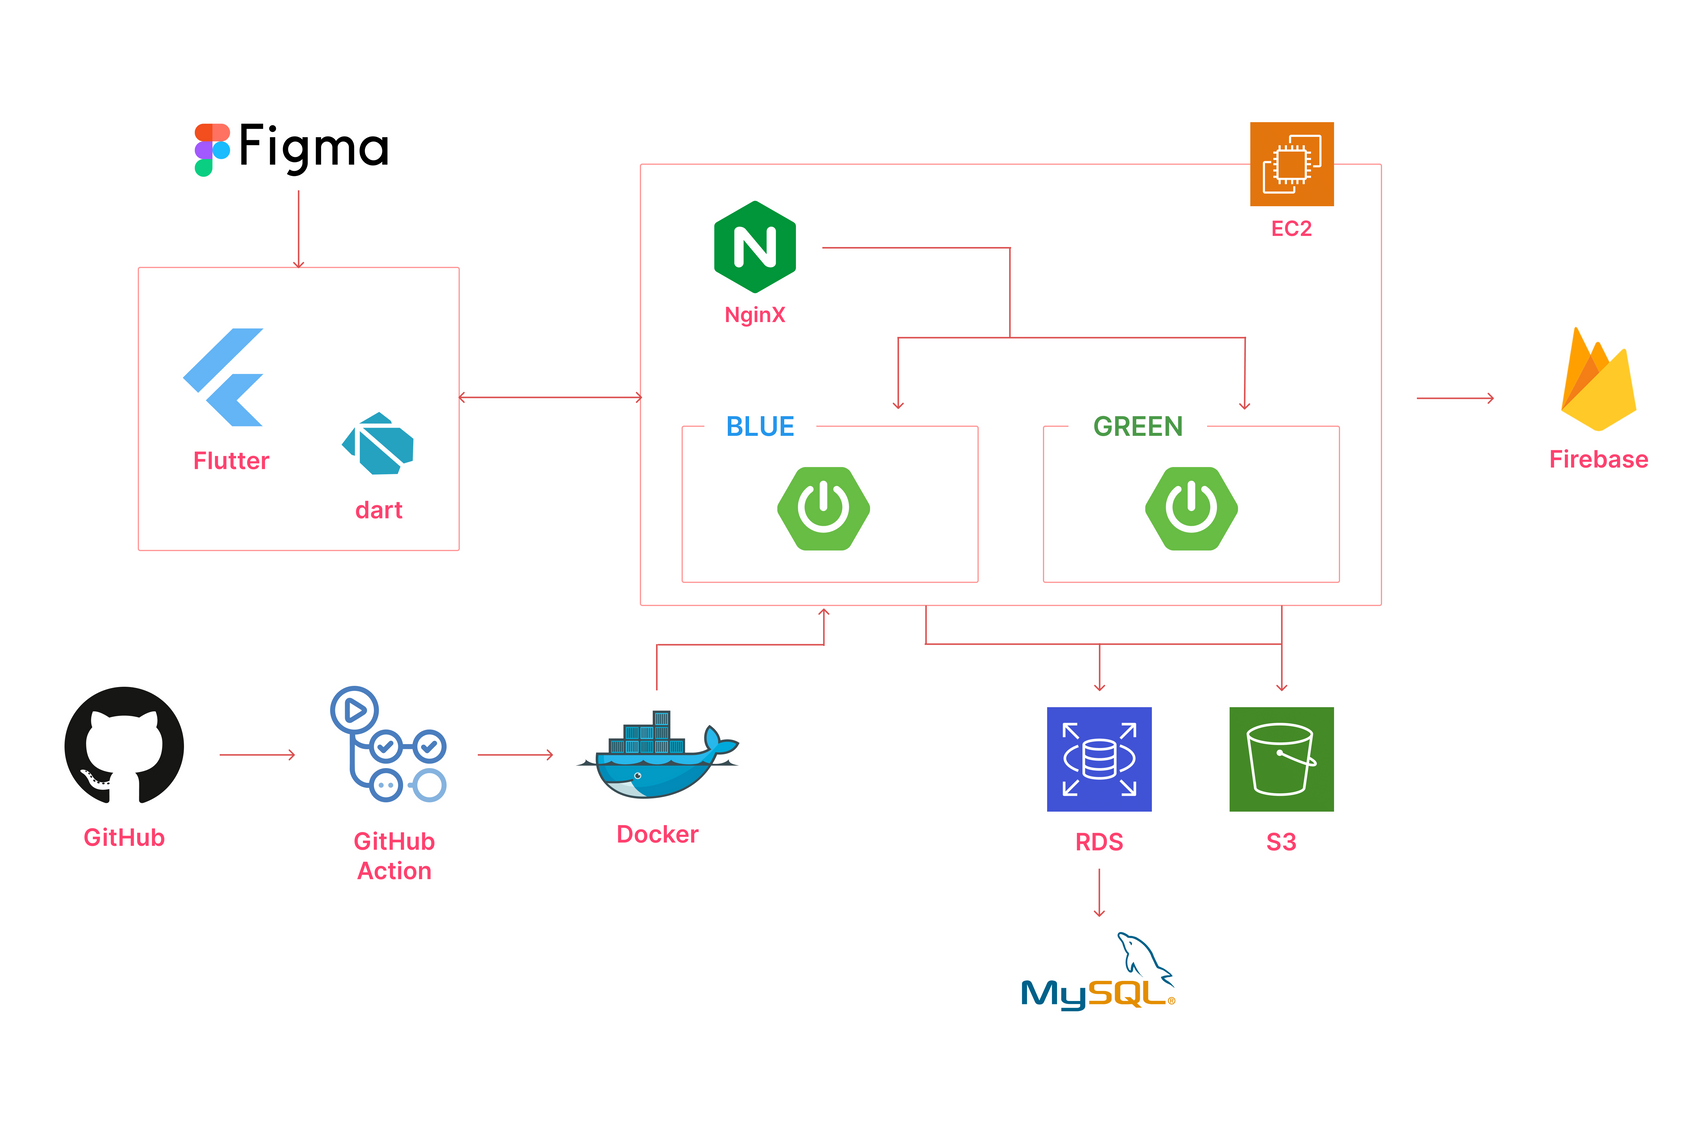 Figma
EC2
NginX
Flutter
dart
BLUE
GREEN
Firebase
GitHub
GitHub
Action
Docker
RDS
S3
MySQL®